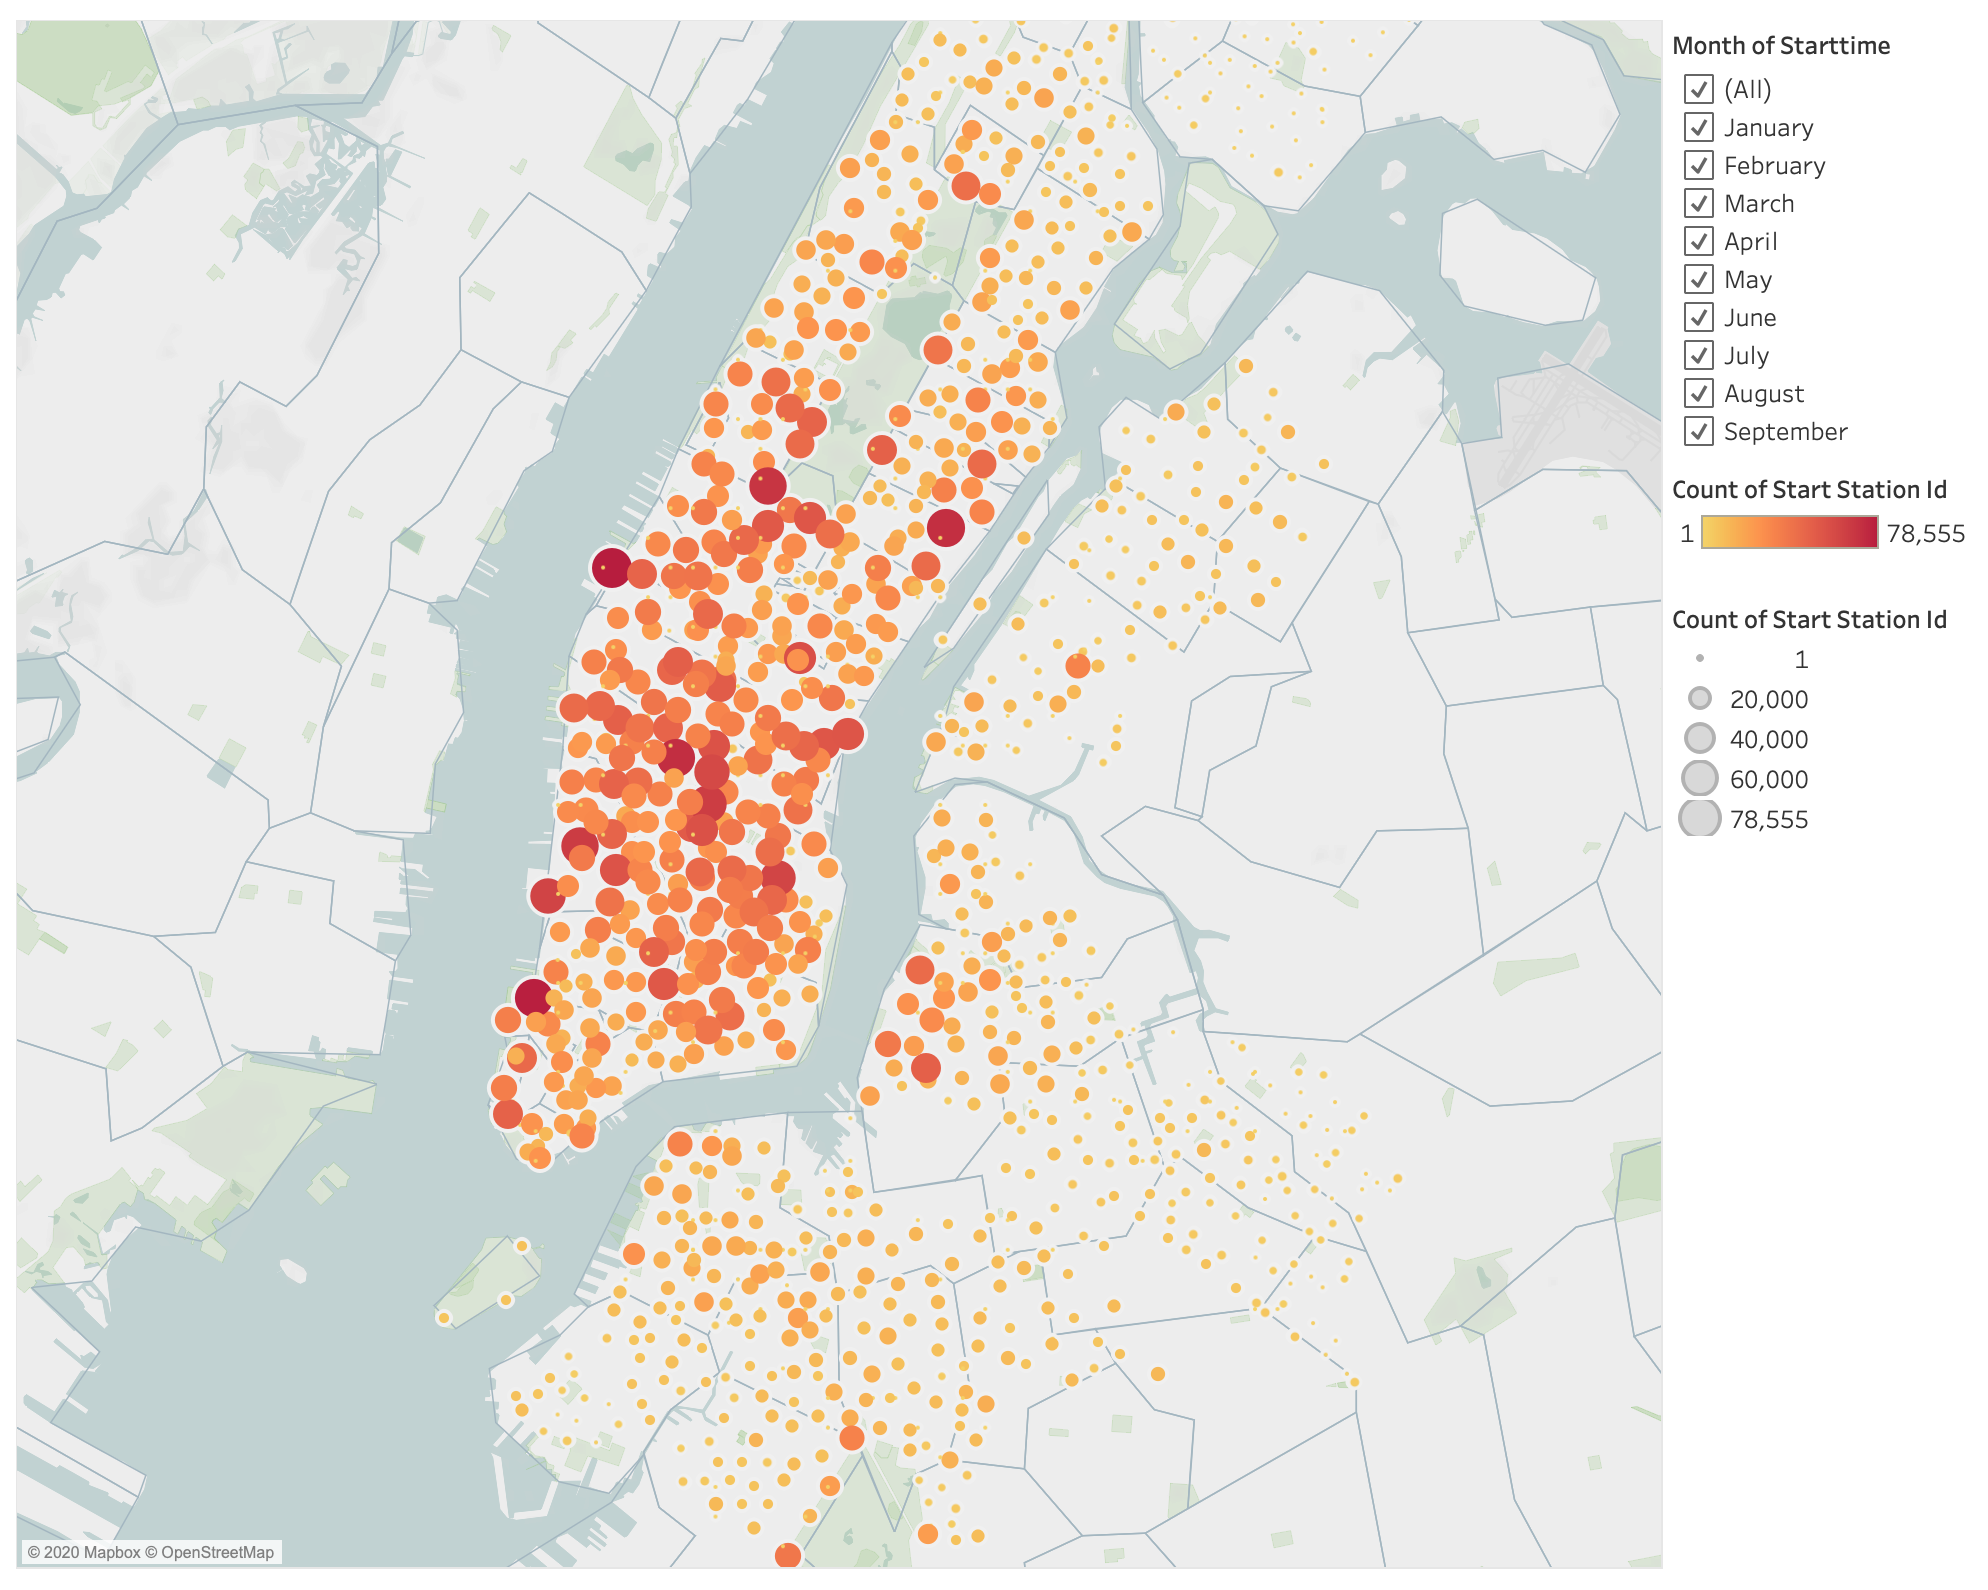 Month of Starttime
(All)
January
February
March
April
May
June
July
August
September
Count of Start Station Id
1 78,555
Count of Start Station Id
1
20,000
40,000
60,000
78,555
© 2020 Mapbox © OpenStreetMap